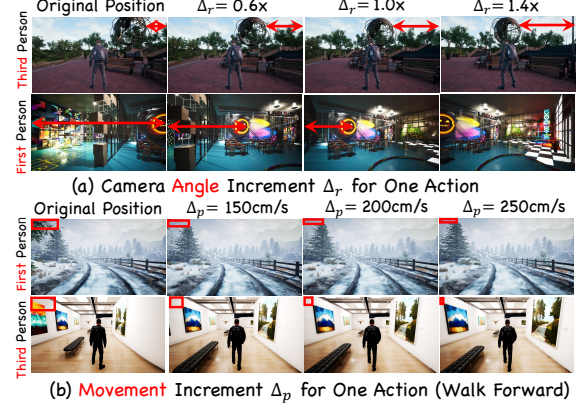 Original Position Δr = 0.6x Δr = 1.0x Δr = 1.4x
Third Person
First Person
(a) Camera Angle Increment Δr for One Action
Original Position Δp = 150cm/s Δp = 200cm/s Δp = 250cm/s
First Person
Third Person
(b) Movement Increment Δp for One Action (Walk Forward)